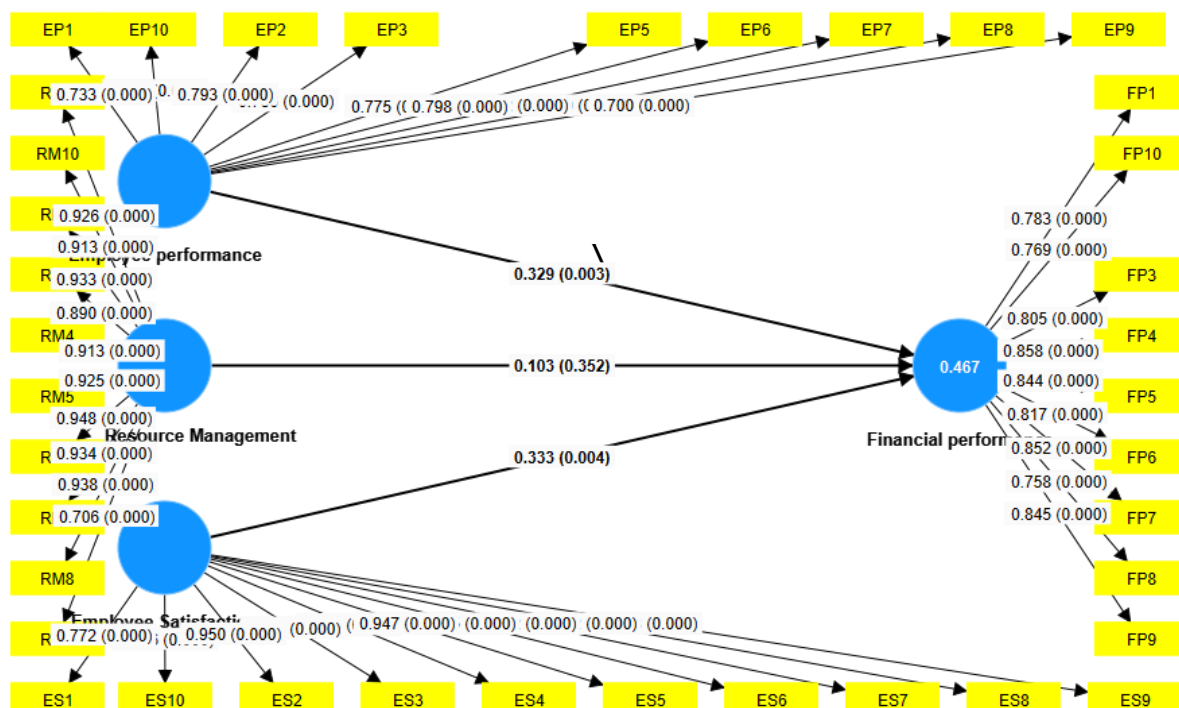 EP1 EP10 EP2 EP3 EP5 EP6 EP7 EP8 EP9
0.733 (0.000) 0.793 (0.000) (0.000) 0.775 0.798 (0.000) (0.000) 0.700 (0.000)
FP1
RM10
FP10
0.926 (0.000)
0.783 (0.000)
0.913 (0.000)
0.769 (0.000)
performance
0.933 (0.000)
0.329 (0.003)
FP3
0.890 (0.000)
0.805 (0.000)
RM4
FP4
0.913 (0.000)
0.858 (0.000)
0.103 (0.352)
0.467
0.925 (0.000)
0.844 (0.000)
RM5
FP5
0.948 (0.000)
0.817 (0.000)
Resource Management
Financial
0.934 (0.000)
0.333 (0.004)
0.852 (0.000)
FP6
0.938 (0.000)
0.758 (0.000)
0.706 (0.000)
0.845 (0.000)
FP7
RM8
FP8
Employee
0.772 (0.000) 0.950 (0.000) (0.000) 0.947 (0.000) (0.000) (0.000) (0.000) (0.000)
FP9
ES1 ES10 ES2 ES3 ES4 ES5 ES6 ES7 ES8 ES9